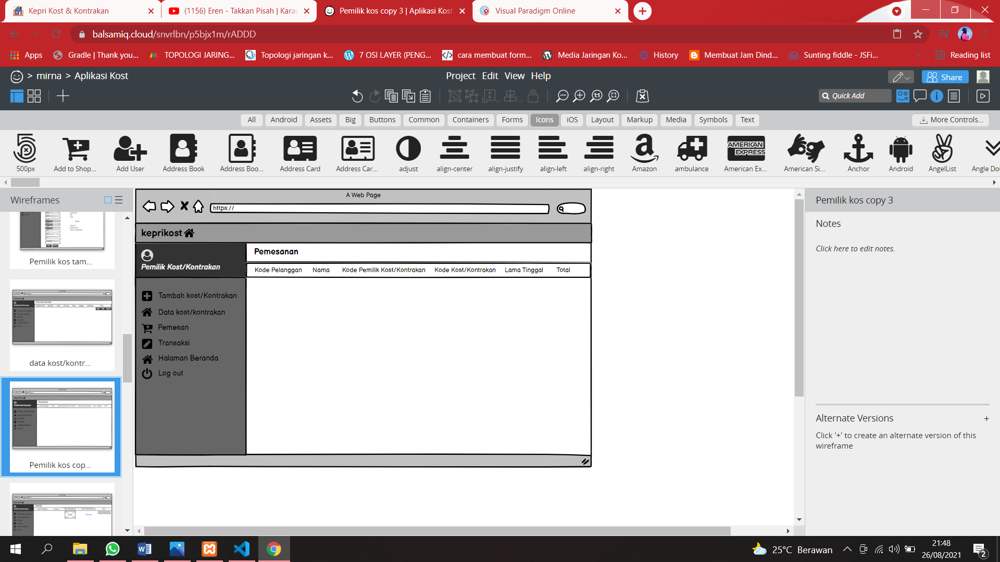 Kepri Kost & Kontrakan
(1156) Eren - Takkan Pisah | Karao
Pemilik kos copy 3 | Aplikasi Kost
Visual Paradigm Online
balsamiq.cloud/snvrlbn/p5bjx1m/rADDD
Apps
Gradle | Thank you...
TOPOLOGI JARING...
Topologi jaringan k...
7 OSI LAYER (PENG...
cara membuat form...
Media Jaringan Ko...
History
Membuat Jam Dind...
Sunting fiddle - JSFi...
»
Reading list
> mirna > Aplikasi Kost
Project Edit View Help
Share
1:1
Quick Add
All
Android
Assets
Big
Buttons
Common
Containers
Forms
Icons
iOS
Layout
Markup
Media
Symbols
Text
More Controls...
500px
Add to Shop...
Add User
Address Book
Address Boo...
Address Card
Address Car...
adjust
align-center
align-justify
align-left
align-right
Amazon
ambulance
AMERICAN EXPRESS
American Ex...
American Si...
Anchor
Android
AngelList
Angle Dou
Wireframes
Pemilik kos tam...
data kost/kontr...
Pemilik kos cop...
A Web Page
https://
keprikost
Pemilik Kost/Kontrakan
Tambah kost/Kontrakan
Data kost/kontrakan
Pemesan
Transaksi
Halaman Beranda
Log out
Pemesanan
Kode Pelanggan
Nama
Kode Pemilik Kost/Kontrakan
Kode Kost/Kontrakan
Lama Tinggal
Total
Pemilik kos copy 3
Notes
Click here to edit notes.
Alternate Versions
+
Click '+' to create an alternate version of this
wireframe
25°C Berawan
21:48
26/08/2021
2